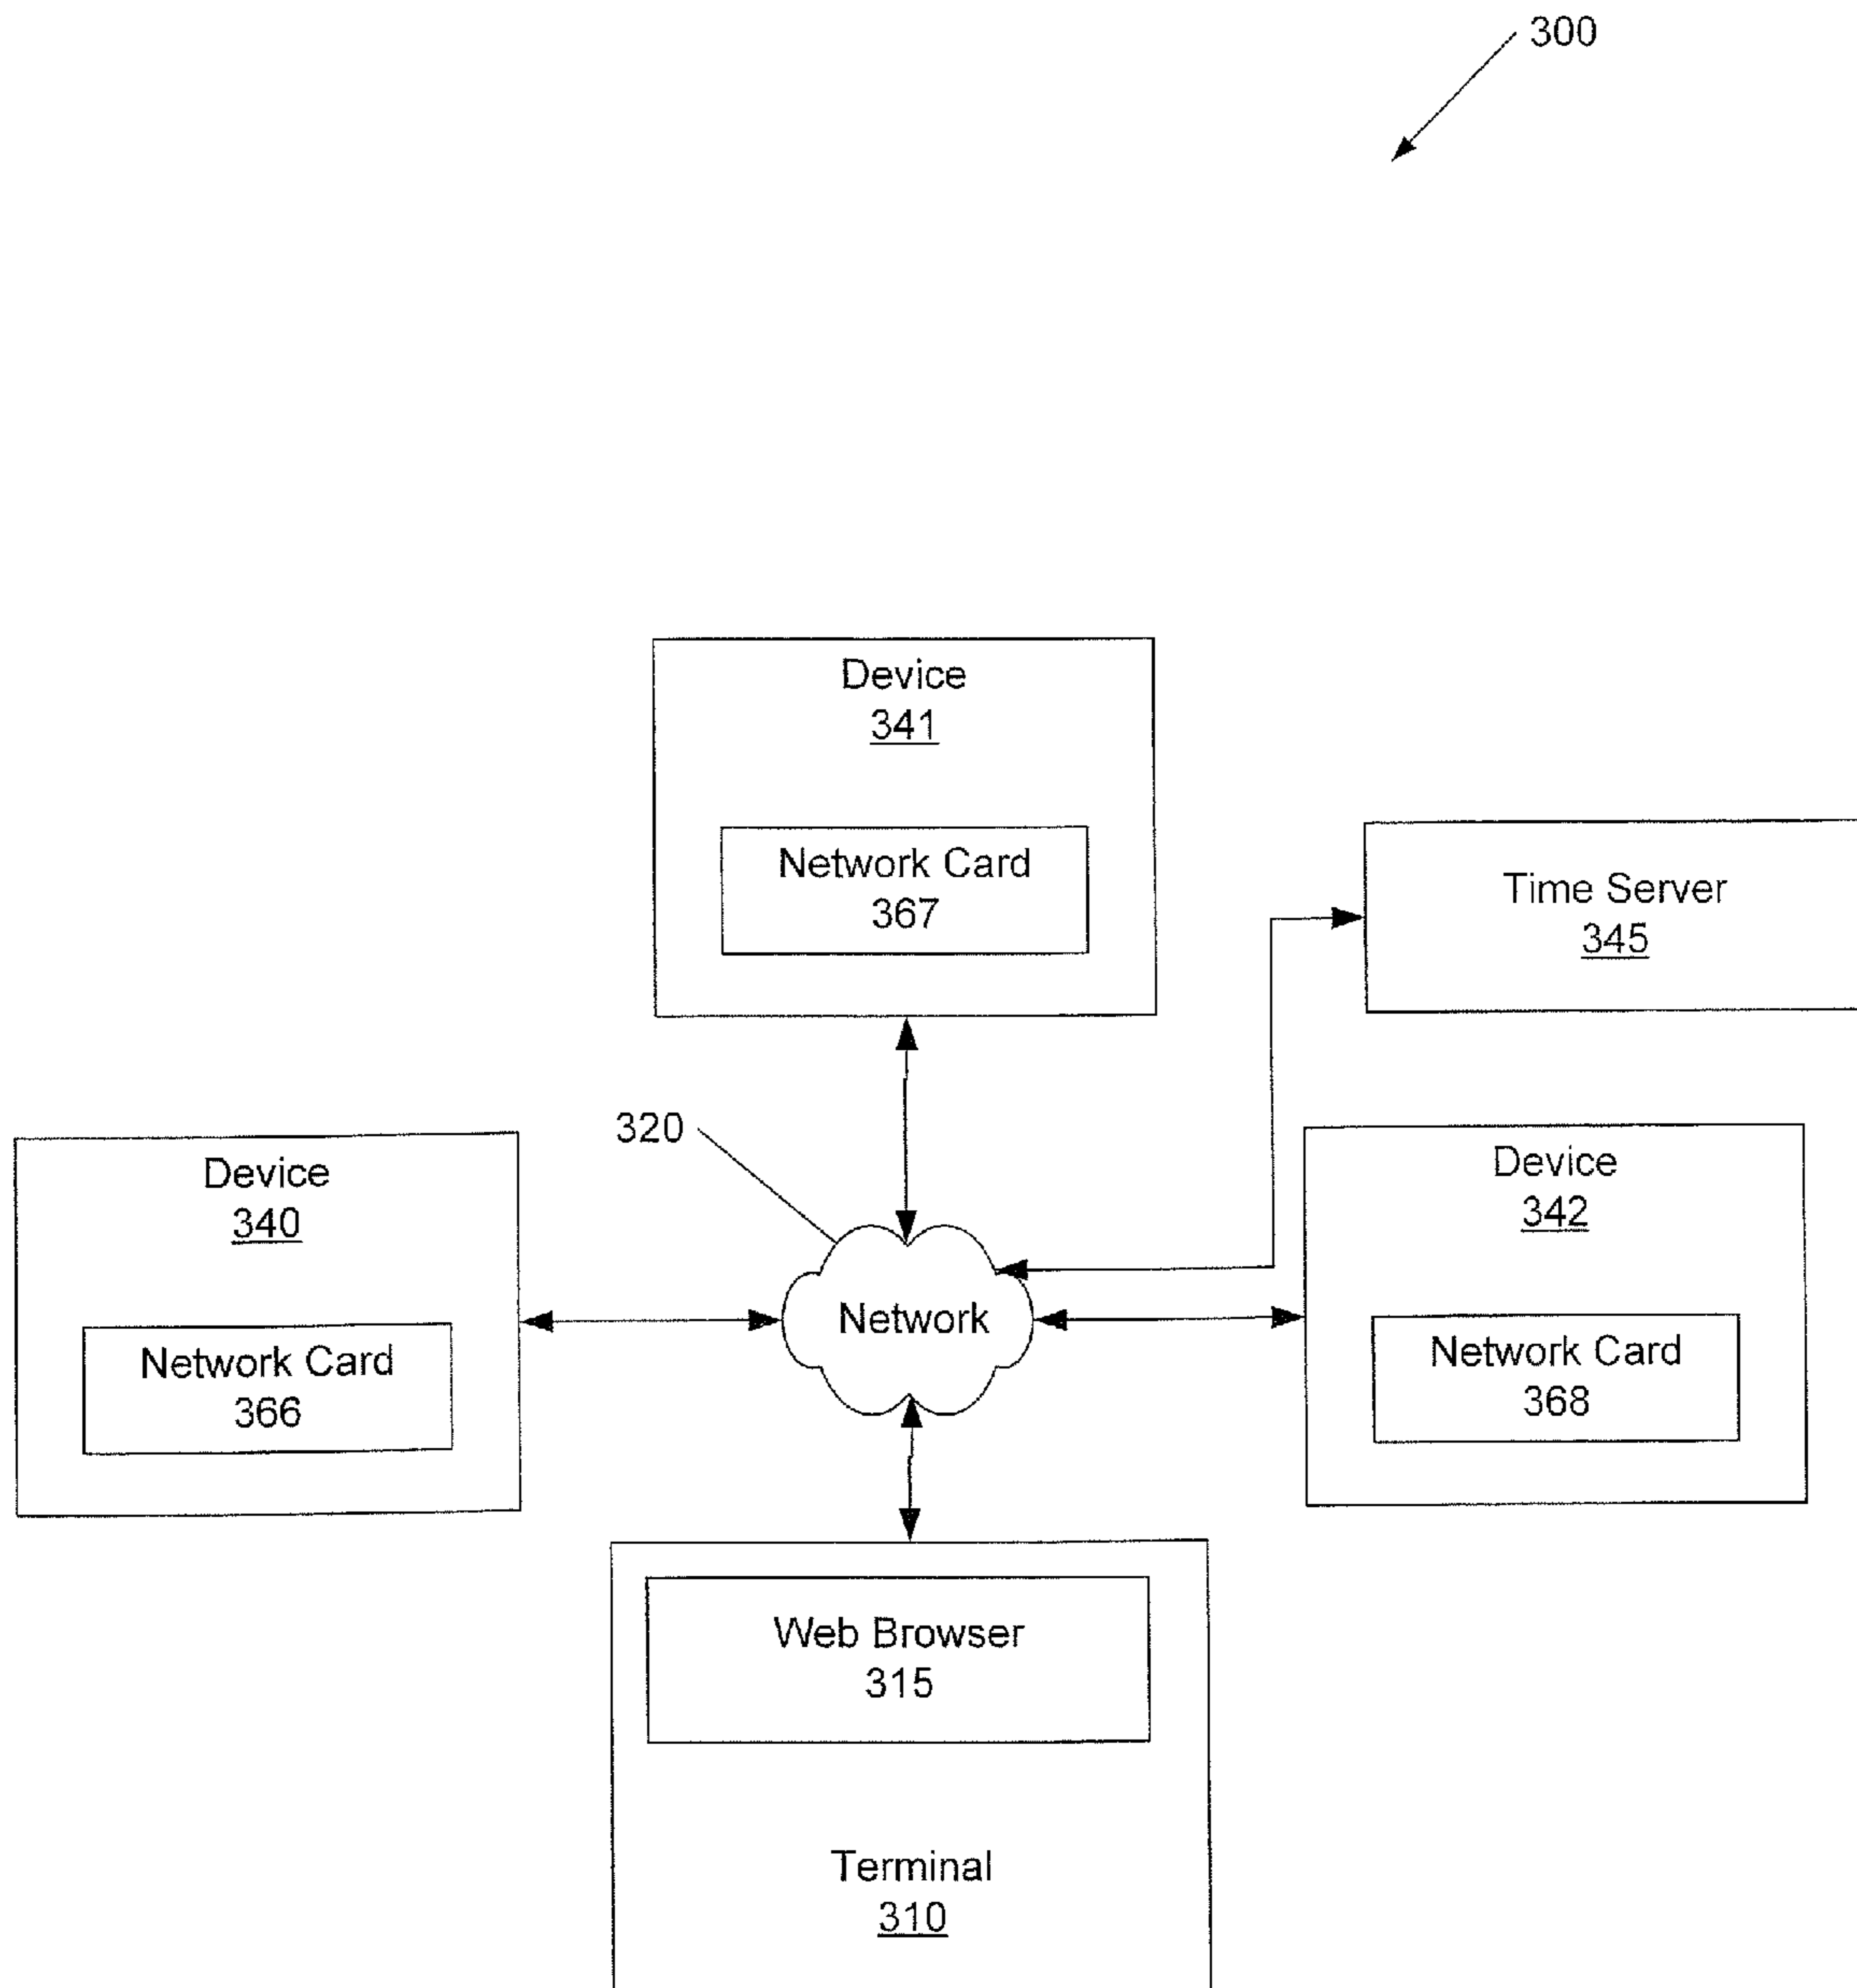 300
Device
341
Network Card
367
Time Server
345
320
Device
340
Network Card
366
Network
Device
342
Network Card
368
Web Browser
315
Terminal
310